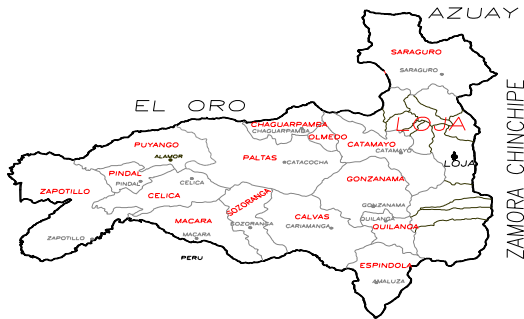 AZUAY
SARAGURO
SARAGURO
EL ORO
ZAMORA CHINCHIPE
CHAGUARPAMBA
CHAGUARPAMBA
OLMEDO
LOJA
PUYANGO
CATAMAYO
CATAMAYO
ALAMOR
PALTAS
CATACOCHA
LOJA
PINDAL
PINDAL
CELICA
GONZANAMA
ZAPOTILLO
CELICA
SOZORANGA
GONZANAMA
MACARA
CALVAS
QUILANGA
SOZORANGA
CARIAMANGA
QUILANGA
ZAPOTILLO
MACARA
PERU
ESPINDOLA
AMALUZA